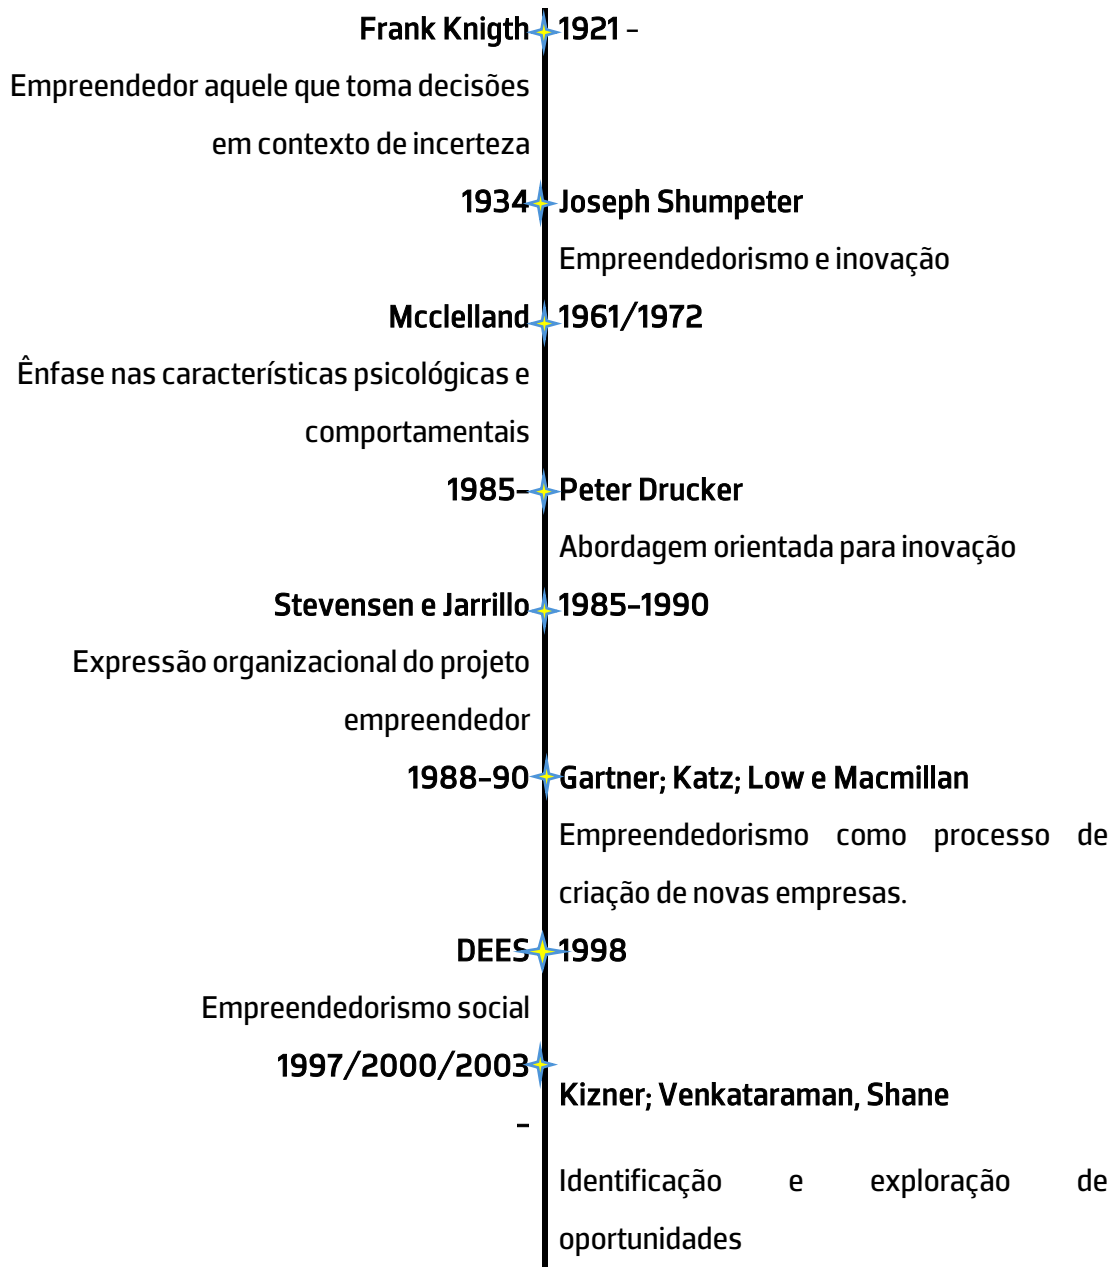 Frank Knigth 1921 –
Empreendedor aquele que toma decisões
em contexto de incerteza
1934 Joseph Shumpeter
Empreendedorismo e inovação
Mcclelland 1961/1972
Ênfase nas características psicológicas e
comportamentais
1985– Peter Drucker
Abordagem orientada para inovação
Stevensen e Jarrillo 1985–1990
Expressão organizacional do projeto
empreendedor
1988–90 Gartner; Katz; Low e Macmillan
Empreendedorismo como processo de
criação de novas empresas.
DEES 1998
Empreendedorismo social
1997/2000/2003
–
Kizner; Venkataraman, Shane
Identificação e exploração de
oportunidades